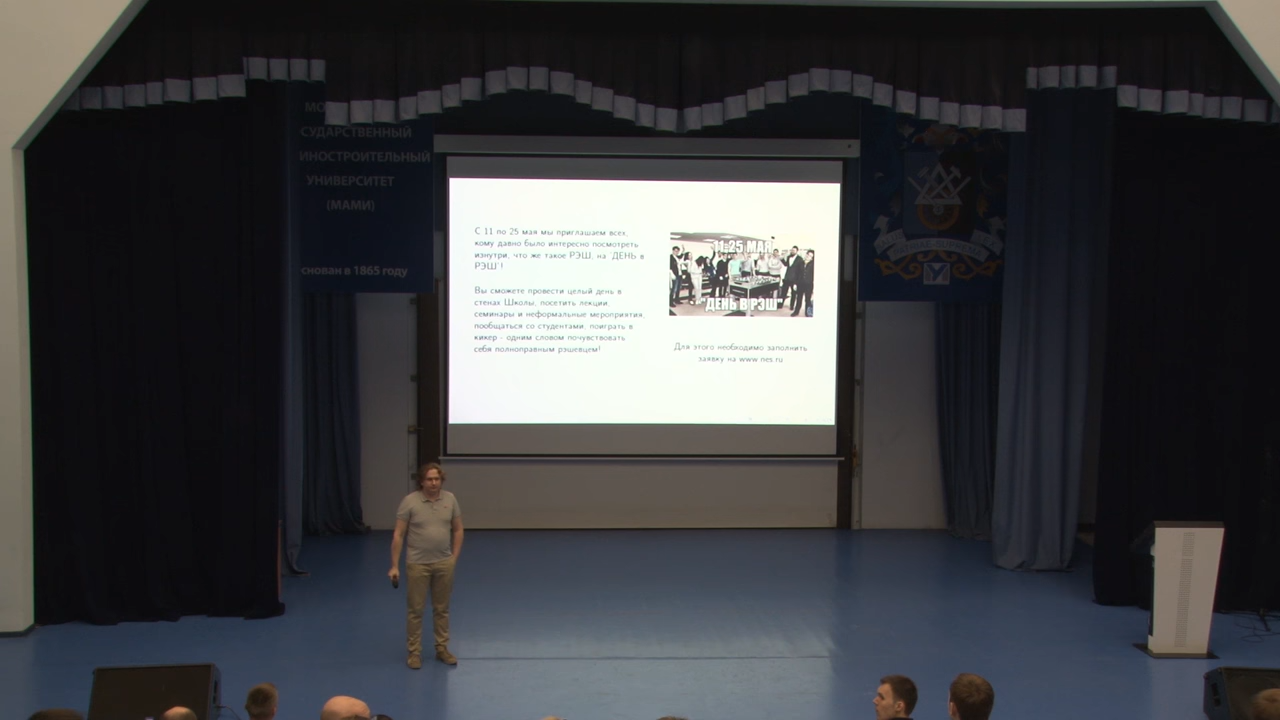 СУДАРСТВЕННЫЙ
ИНОСТРОИТЕЛЬНЫЙ
УНИВЕРСИТЕТ
(МАМИ)
снован в 1865 году
С 11 по 25 мая мы приглашаем всех,
кому давно было интересно посмотреть
изнутри, что же такое РЭШ, на "ДЕНЬ в
РЭШ"!
Вы сможете провести целый день в
стенах Школы, посетить лекции,
семинары и неформальные мероприятия,
пообщаться со студентами, поиграть в
кикер - одним словом почувствовать
себя полноправным рэшевцем!
11-25 МАЯ
"ДЕНЬ В РЭШ"
Для этого необходимо заполнить
заявку на www.nes.ru